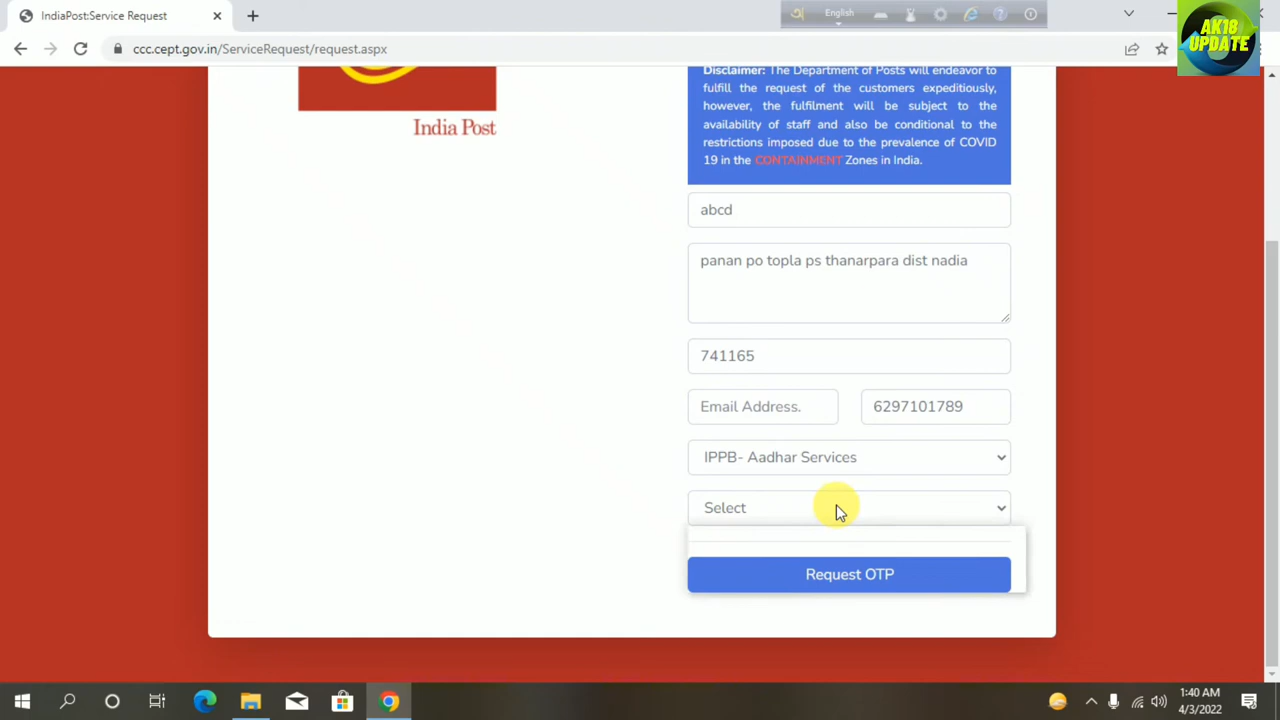 IndiaPost:Service Request
English
AK18
UPDATE
ccc.cept.gov.in/ServiceRequest/request.aspx
India Post
Disclaimer: The Department of Posts will endeavor to
fulfill the request of the customers expeditiously,
however, the fulfilment will be subject to the
availability of staff and also be conditional to the
restrictions imposed due to the prevalence of COVID
19 in the CONTAINMENT Zones in India.
abcd
panan po topla ps thanarpara dist nadia
741165
Email Address.
6297101789
IPPB- Aadhar Services
Select
Request OTP
1:40 AM
4/3/2022